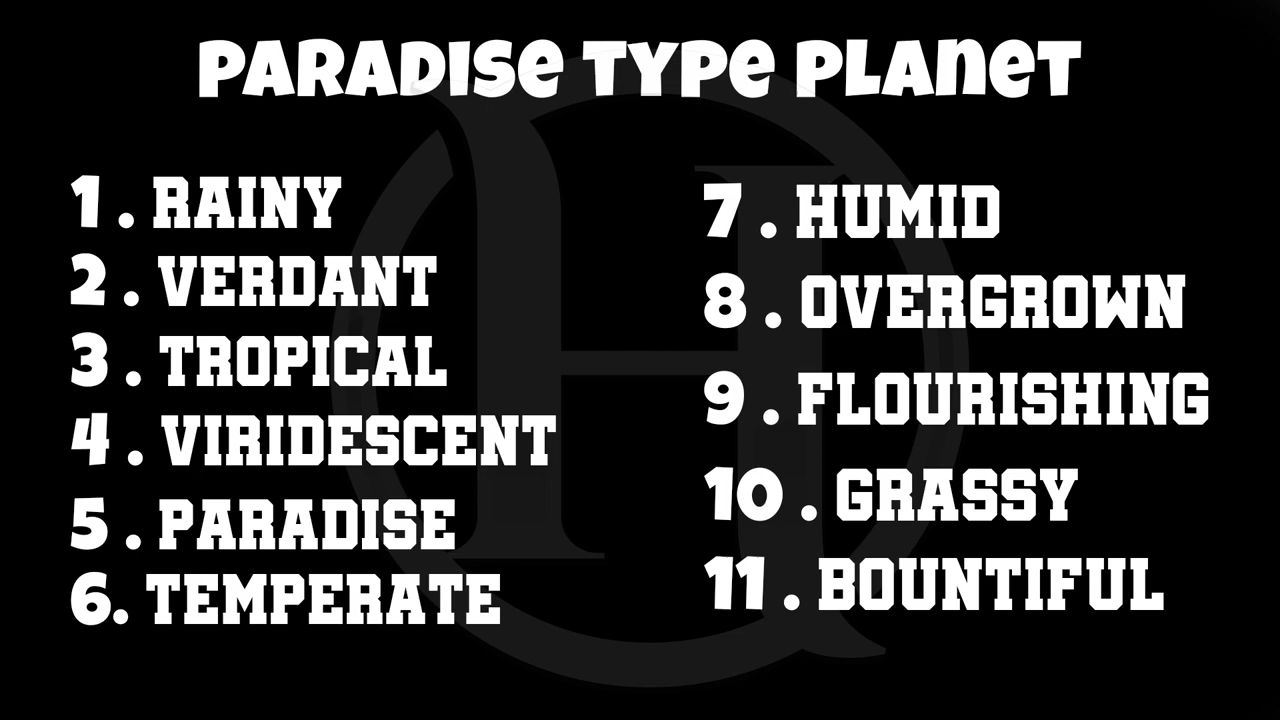 PARADISE TYPE PLANET
1 . RAINY
2 . VERDANT
3 . TROPICAL
4 . VIRIDESCENT
5 . PARADISE
6. TEMPERATE
7 . HUMID
8 . OVERGROWN
9 . FLOURISHING
10 . GRASSY
11 . BOUNTIFUL